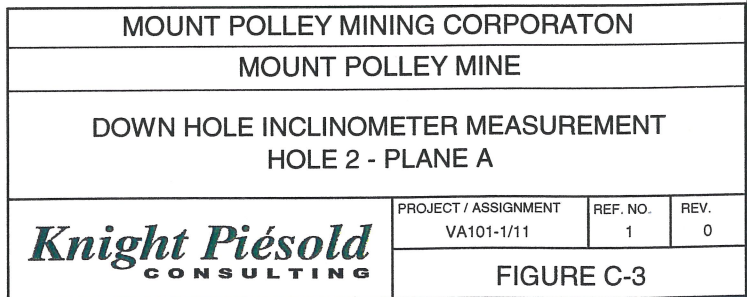 MOUNT POLLEY MINING CORPORATON
MOUNT POLLEY MINE
DOWN HOLE INCLINOMETER MEASUREMENT
HOLE 2 - PLANE A
Knight Piésold
CONSULTING
PROJECT / ASSIGNMENT
VA101-1/11
REF. NO.
1
REV.
0
FIGURE C-3